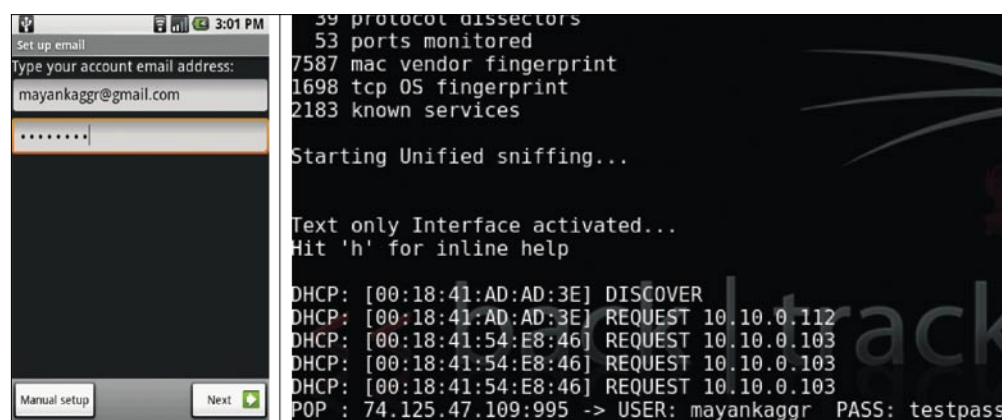 3:01 PM
Set up email
Type your account email address:
mayankaggr@gmail.com
••••••••
Manual setup
Next
39 protocol dissectors
53 ports monitored
7587 mac vendor fingerprint
1698 tcp OS fingerprint
2183 known services
Starting Unified sniffing...
Text only Interface activated...
Hit 'h' for inline help
DHCP: [00:18:41:AD:AD:3E] DISCOVER
DHCP: [00:18:41:AD:AD:3E] REQUEST 10.10.0.112
DHCP: [00:18:41:54:E8:46] REQUEST 10.10.0.103
DHCP: [00:18:41:54:E8:46] REQUEST 10.10.0.103
DHCP: [00:18:41:54:E8:46] REQUEST 10.10.0.103
POP : 74.125.47.109:995 -> USER: mayankaggr PASS: testpass
back | track